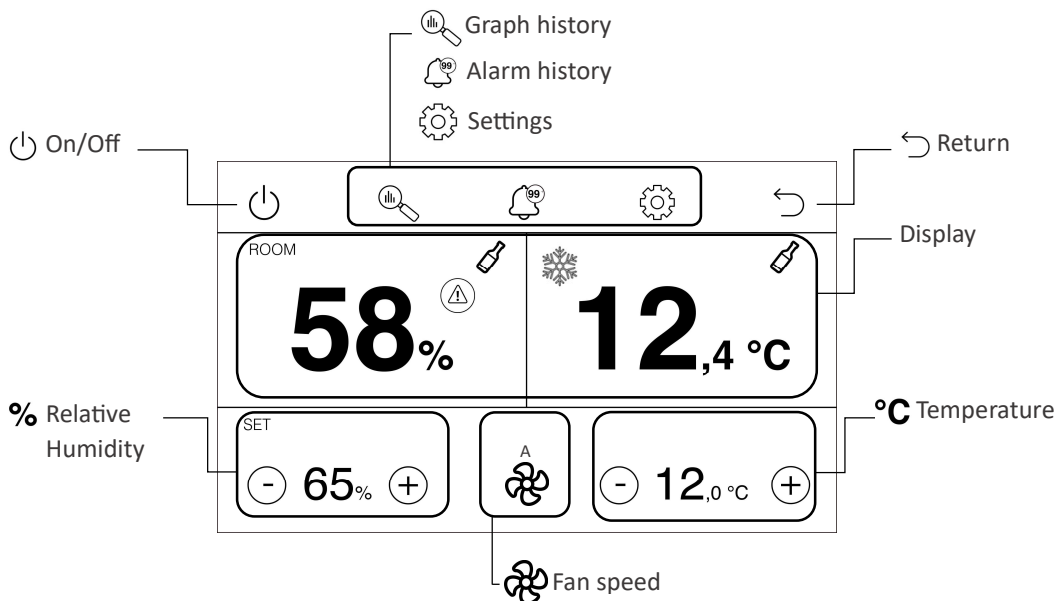 Graph history
99 Alarm history
Settings
On/Off
Return
99
Display
ROOM
58%
12,4 °C
% Relative
Humidity
°C Temperature
SET
- 65% +
A
- 12,0 °C +
Fan speed